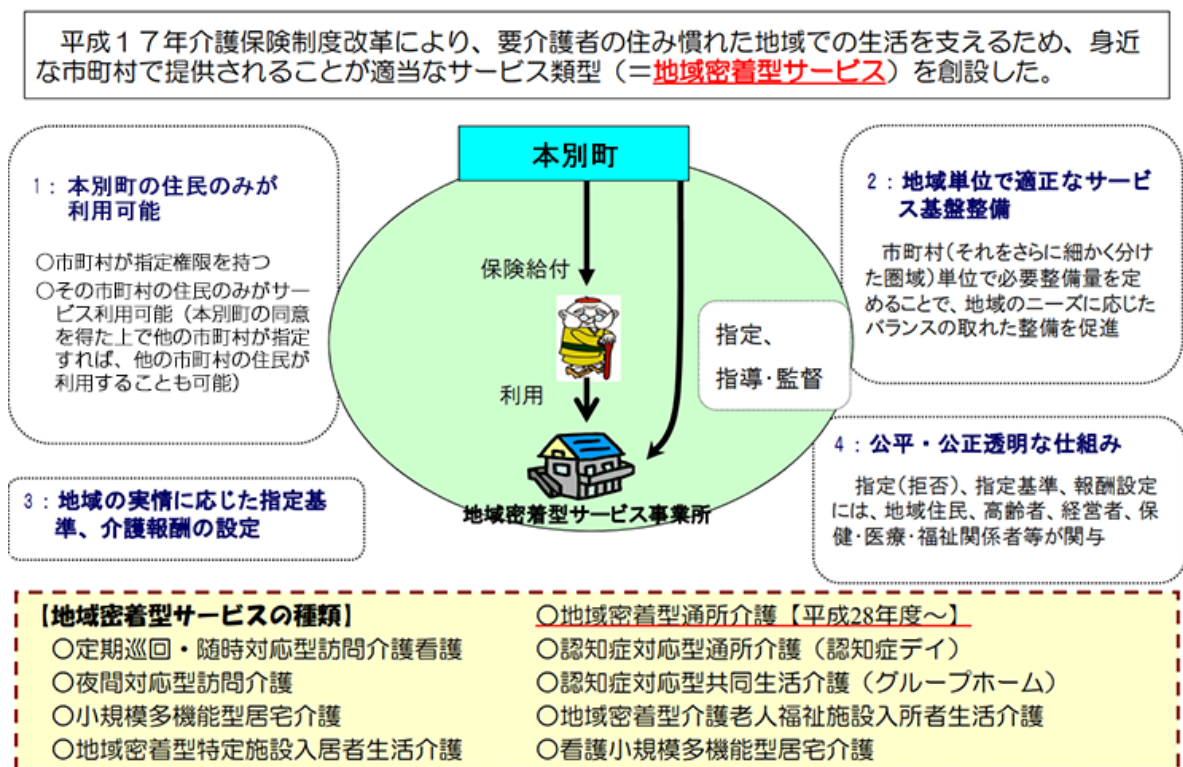 平成１７年介護保険制度改革により、要介護者の住み慣れた地域での生活を支えるため、身近
な市町村で提供されることが適当なサービス類型（＝地域密着型サービス）を創設した。
本別町
1：本別町の住民のみが
利用可能
○市町村が指定権限を持つ
○その市町村の住民のみがサー
ビス利用可能（本別町の同意
を得た上で他の市町村が指定
すれば、他の市町村の住民が
利用することも可能）
2：地域単位で適正なサービ
ス基盤整備
市町村（それをさらに細かく分け
た圏域）単位で必要整備量を定
めることで、地域のニーズに応じた
バランスの取れた整備を促進
保険給付
指定、
指導・監督
利用
地域密着型サービス事業所
3：地域の実情に応じた指定基
準、介護報酬の設定
4：公平・公正透明な仕組み
指定（拒否）、指定基準、報酬設定
には、地域住民、高齢者、経営者、保
健・医療・福祉関係者等が関与
【地域密着型サービスの種類】
○定期巡回・随時対応型訪問介護看護
○夜間対応型訪問介護
○小規模多機能型居宅介護
○地域密着型特定施設入居者生活介護
○地域密着型通所介護【平成28年度～】
○認知症対応型通所介護（認知症デイ）
○認知症対応型共同生活介護（グループホーム）
○地域密着型介護老人福祉施設入所者生活介護
○看護小規模多機能型居宅介護